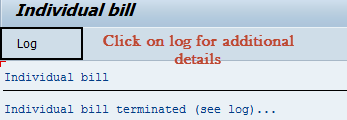 Individual bill
Log
Click on log for additional
details
Individual bill
Individual bill terminated (see log)...